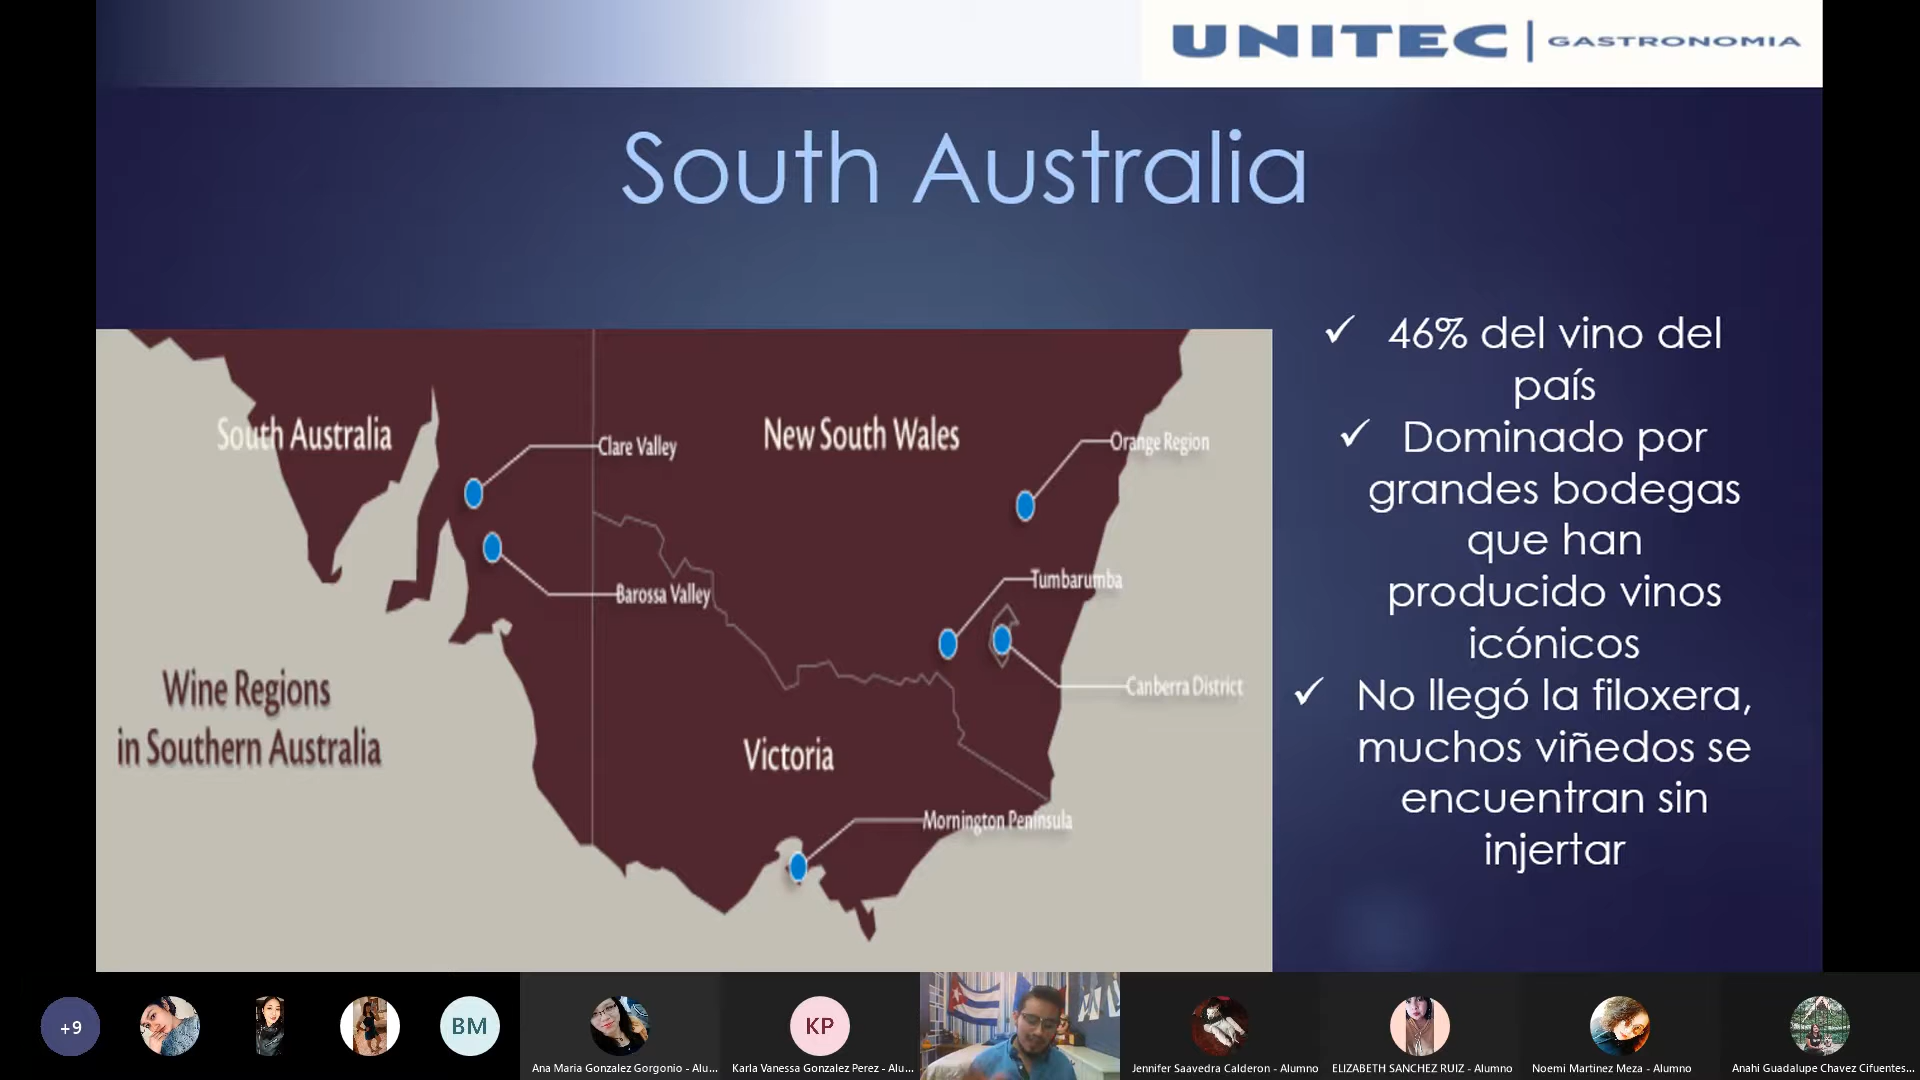 UNITEC | GASTRONOMIA
South Australia
✓ 46% del vino del
país
✓ Dominado por
grandes bodegas
que han
producido vinos
icónicos
✓ No llegó la filoxera,
muchos viñedos se
encuentran sin
injertar
South Australia
Clare Valley
New South Wales
Orange Region
Barossa Valley
Tumbarumba
Canberra District
Wine Regions
in Southern Australia
Victoria
Mornington Peninsula
+9
BM
Ana Maria Gonzalez Gorgonio - Alu...
KP
Karla Vanessa Gonzalez Perez - Alu...
Jennifer Saavedra Calderon - Alumno
ELIZABETH SANCHEZ RUIZ - Alumno
Noemi Martinez Meza - Alumno
Anahi Guadalupe Chavez Cifuentes...